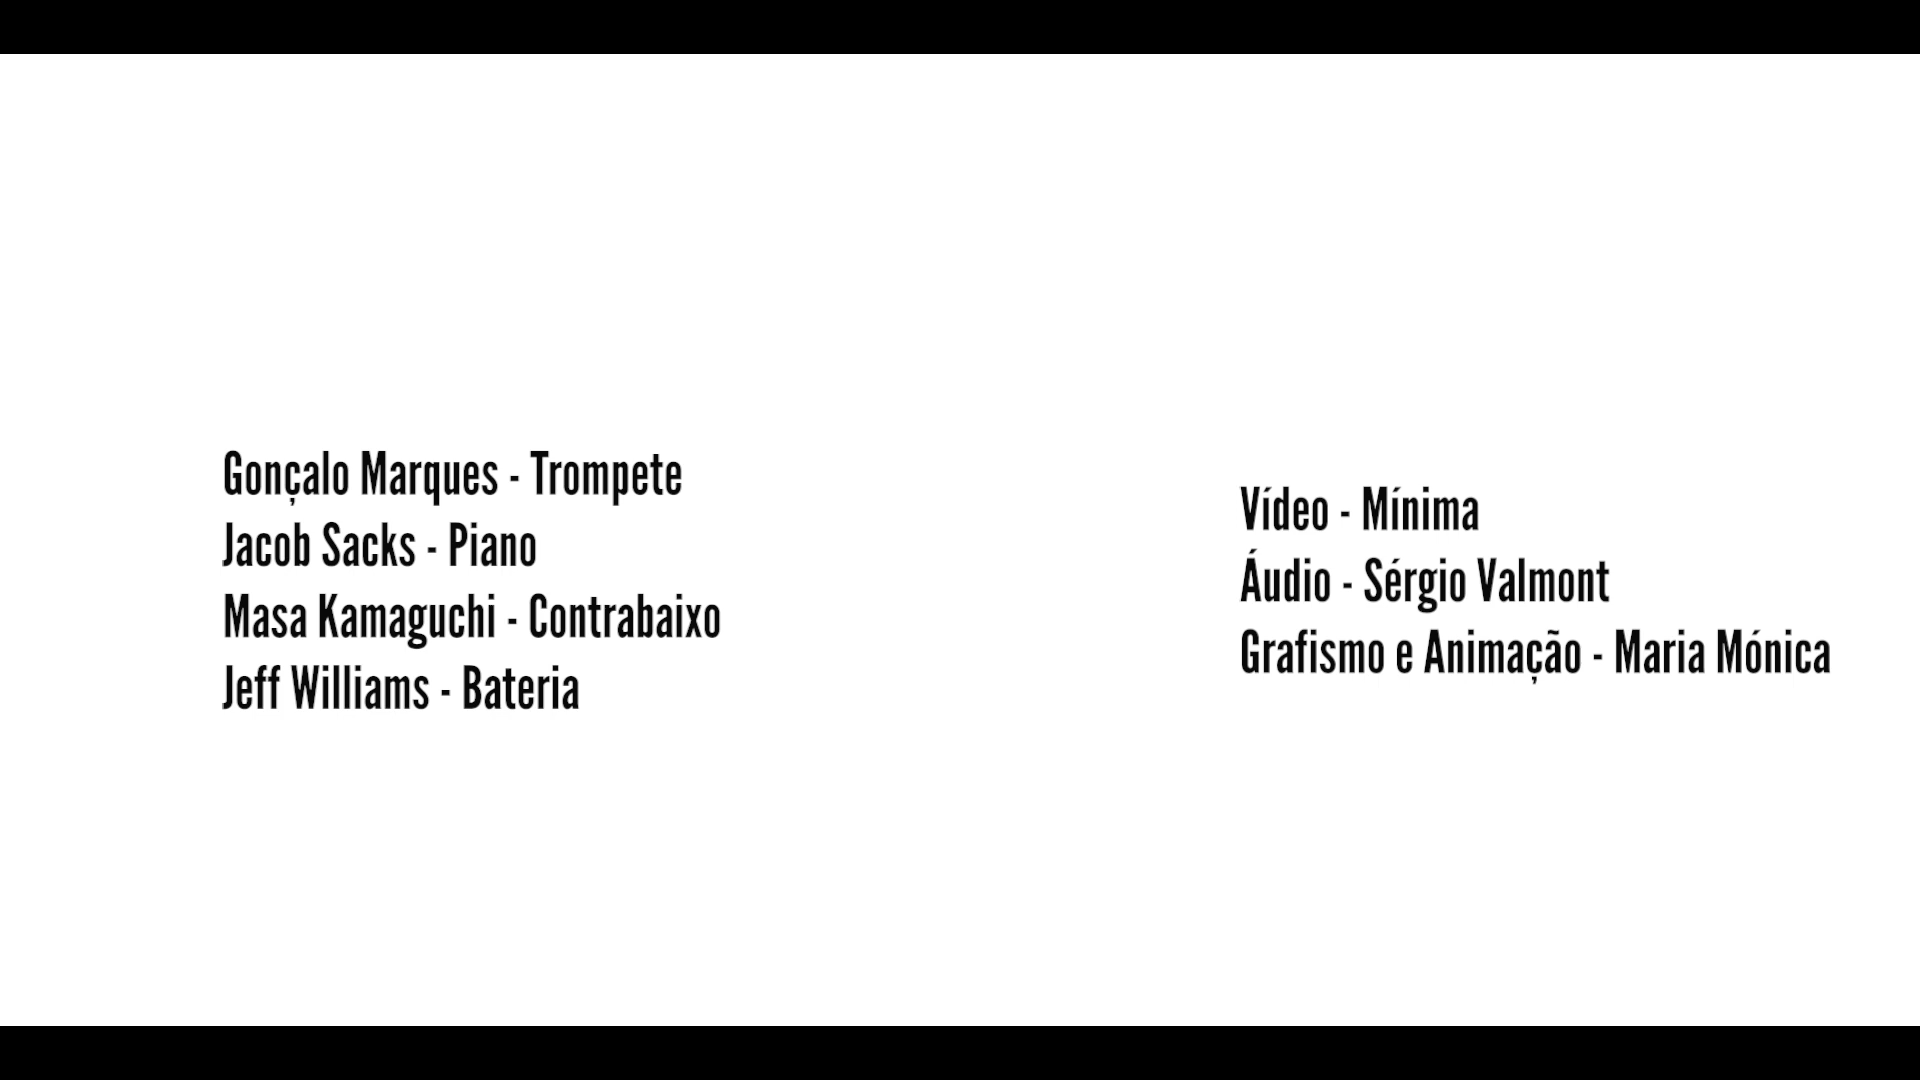 Gonçalo Marques - Trompete
Jacob Sacks - Piano
Masa Kamaguchi - Contrabaixo
Jeff Williams - Bateria
Vídeo - Mínima
Áudio - Sérgio Valmont
Grafismo e Animação - Maria Mónica